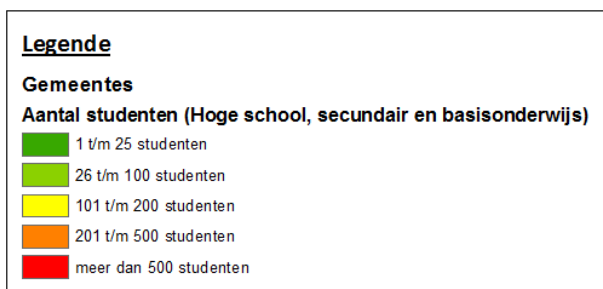 Legende
Gemeentes
Aantal studenten (Hoge school, secundair en basisonderwijs)
1 t/m 25 studenten
26 t/m 100 studenten
101 t/m 200 studenten
201 t/m 500 studenten
meer dan 500 studenten